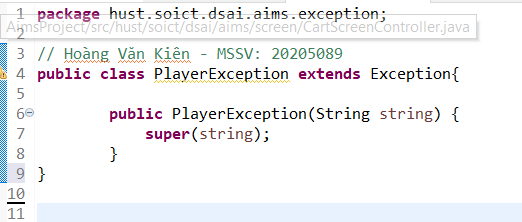 1 package hust.soict.dsai.aims.exception;
AimsProject/src/hust/soict/dsai/aims/screen/CartScreenController.java
2
3 // Hoàng Văn Kiên - MSSV: 20205089
4 public class PlayerException extends Exception{
5
6 public PlayerException(String string) {
7 super(string);
8 }
9 }
10
11